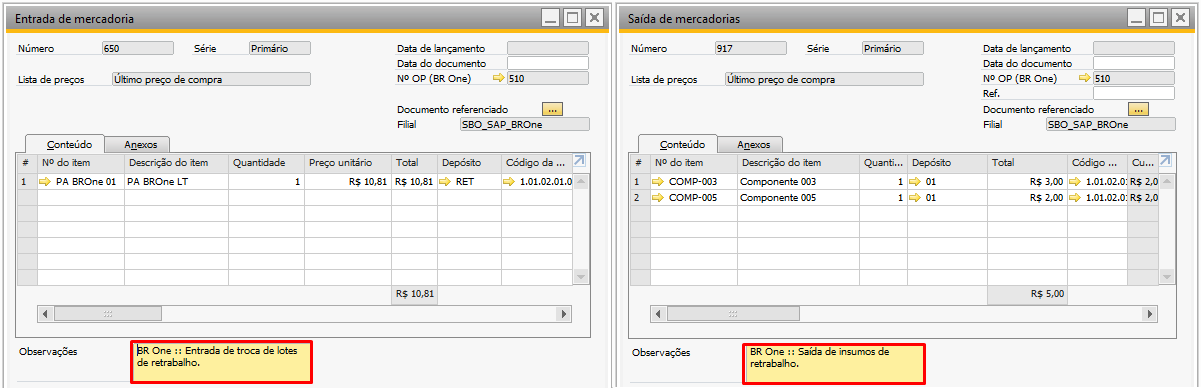 Entrada de mercadoria
Número 650 Série Primário Data de lançamento
Data do documento
Lista de preços Último preço de compra Nº OP (BR One) 510
Documento referenciado ...
Filial SBO_SAP_BROne
Conteúdo Anexos
# Nº do item Descrição do item Quantidade Preço unitário Total Depósito Código da ...
1 PA BROne 01 PA BROne LT 1 R$ 10,81 R$ 10,81 RET 1.01.02.01.0
R$ 10,81
Observações BR One :: Entrada de troca de lotes
de retrabalho.
Saída de mercadorias
Número 917 Série Primário Data de lançamento
Data do documento
Lista de preços Último preço de compra Nº OP (BR One) 510
Ref.
Documento referenciado ...
Filial SBO_SAP_BROne
Conteúdo Anexos
# Nº do item Descrição do item Quanti... Depósito Total Código ... Cu...
1 COMP-003 Componente 003 1 01 R$ 3,00 1.01.02.01 R$ 2,0
2 COMP-005 Componente 005 1 01 R$ 2,00 1.01.02.01 R$ 2,0
R$ 5,00
Observações BR One :: Saída de insumos de
retrabalho.